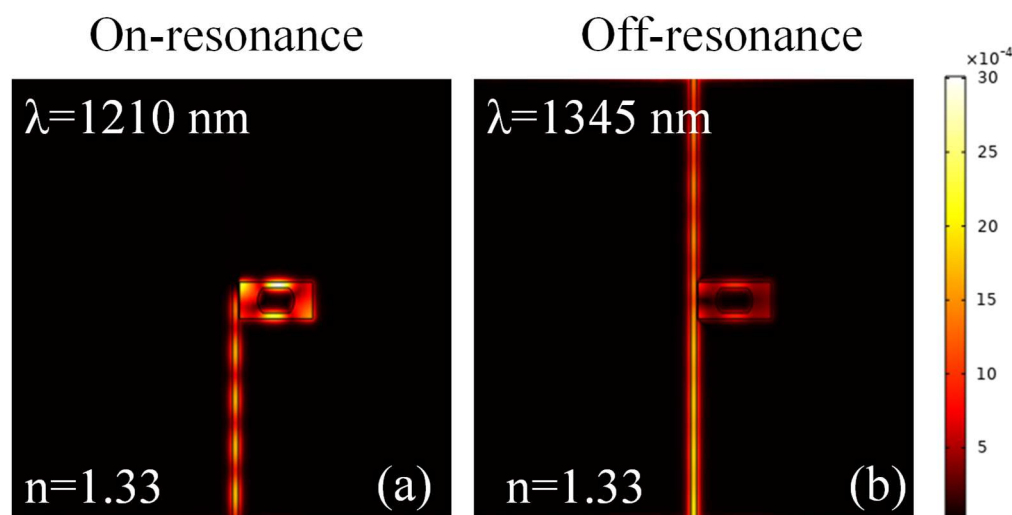 On-resonance
Off-resonance
λ=1210 nm
λ=1345 nm
n=1.33
(a)
n=1.33
(b)
×10⁻⁴
30
25
20
15
10
5